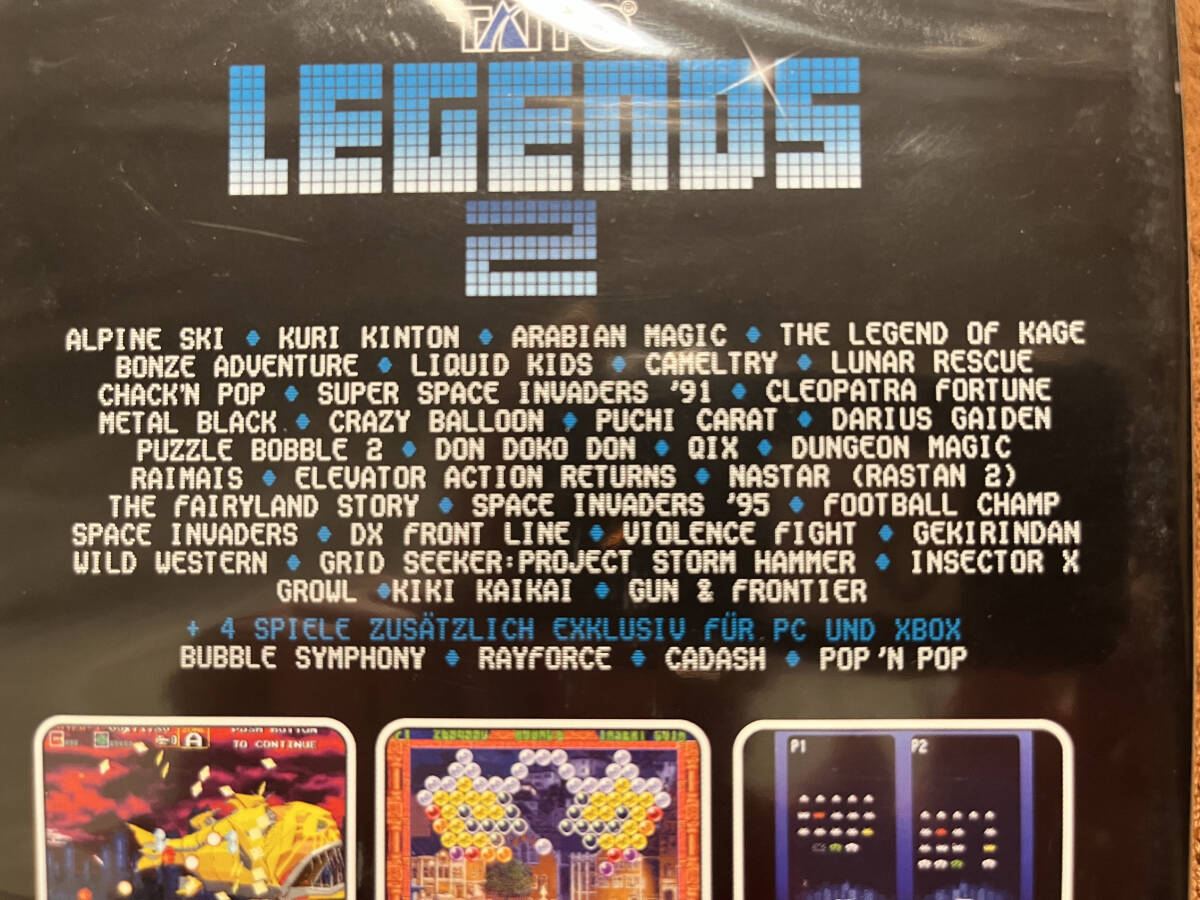 TAITO
LEGENDS
2
ALPINE SKI ♦ KURI KINTON ♦ ARABIAN MAGIC ♦ THE LEGEND OF KAGE
BONZE ADVENTURE ♦ LIQUID KIDS ♦ CAMELTRY ♦ LUNAR RESCUE
CHACK'N POP ♦ SUPER SPACE INVADERS '91 ♦ CLEOPATRA FORTUNE
METAL BLACK ♦ CRAZY BALLOON ♦ PUCHI CARAT ♦ DARIUS GAIDEN
PUZZLE BOBBLE 2 ♦ DON DOKO DON ♦ QIX ♦ DUNGEON MAGIC
RAIMAIS ♦ ELEVATOR ACTION RETURNS ♦ NASTAR (RASTAN 2)
THE FAIRYLAND STORY ♦ SPACE INVADERS '95 ♦ FOOTBALL CHAMP
SPACE INVADERS ♦ DX FRONT LINE ♦ VIOLENCE FIGHT ♦ GEKIRINDAN
WILD WESTERN ♦ GRID SEEKER:PROJECT STORM HAMMER ♦ INSECTOR X
GROWL ♦KIKI KAIKAI ♦ GUN & FRONTIER
+ 4 SPIELE ZUSÄTZLICH EXKLUSIV FÜR PC UND XBOX
BUBBLE SYMPHONY ♦ RAYFORCE ♦ CADASH ♦ POP 'N POP
A
PUSH BUTTON
TO CONTINUE
P1
P2